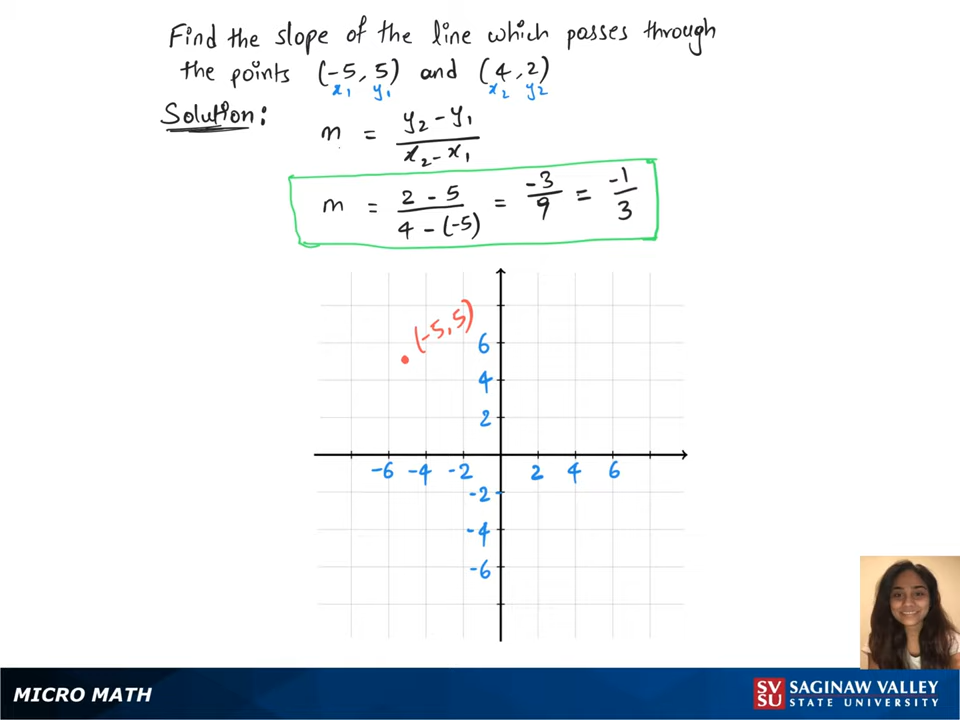 Find the slope of the line which passes through
the points (-5, 5) and (4, 2)
x₁ y₁ x₂ y₂
Solution:
m = y₂ - y₁ / x₂ - x₁
m = 2 - 5 / 4 - (-5) = -3 / 9 = -1 / 3
(-5, 5)
6
4
2
-6 -4 -2 2 4 6
-2
-4
-6
MICRO MATH
SV SU SAGINAW VALLEY
STATE UNIVERSITY